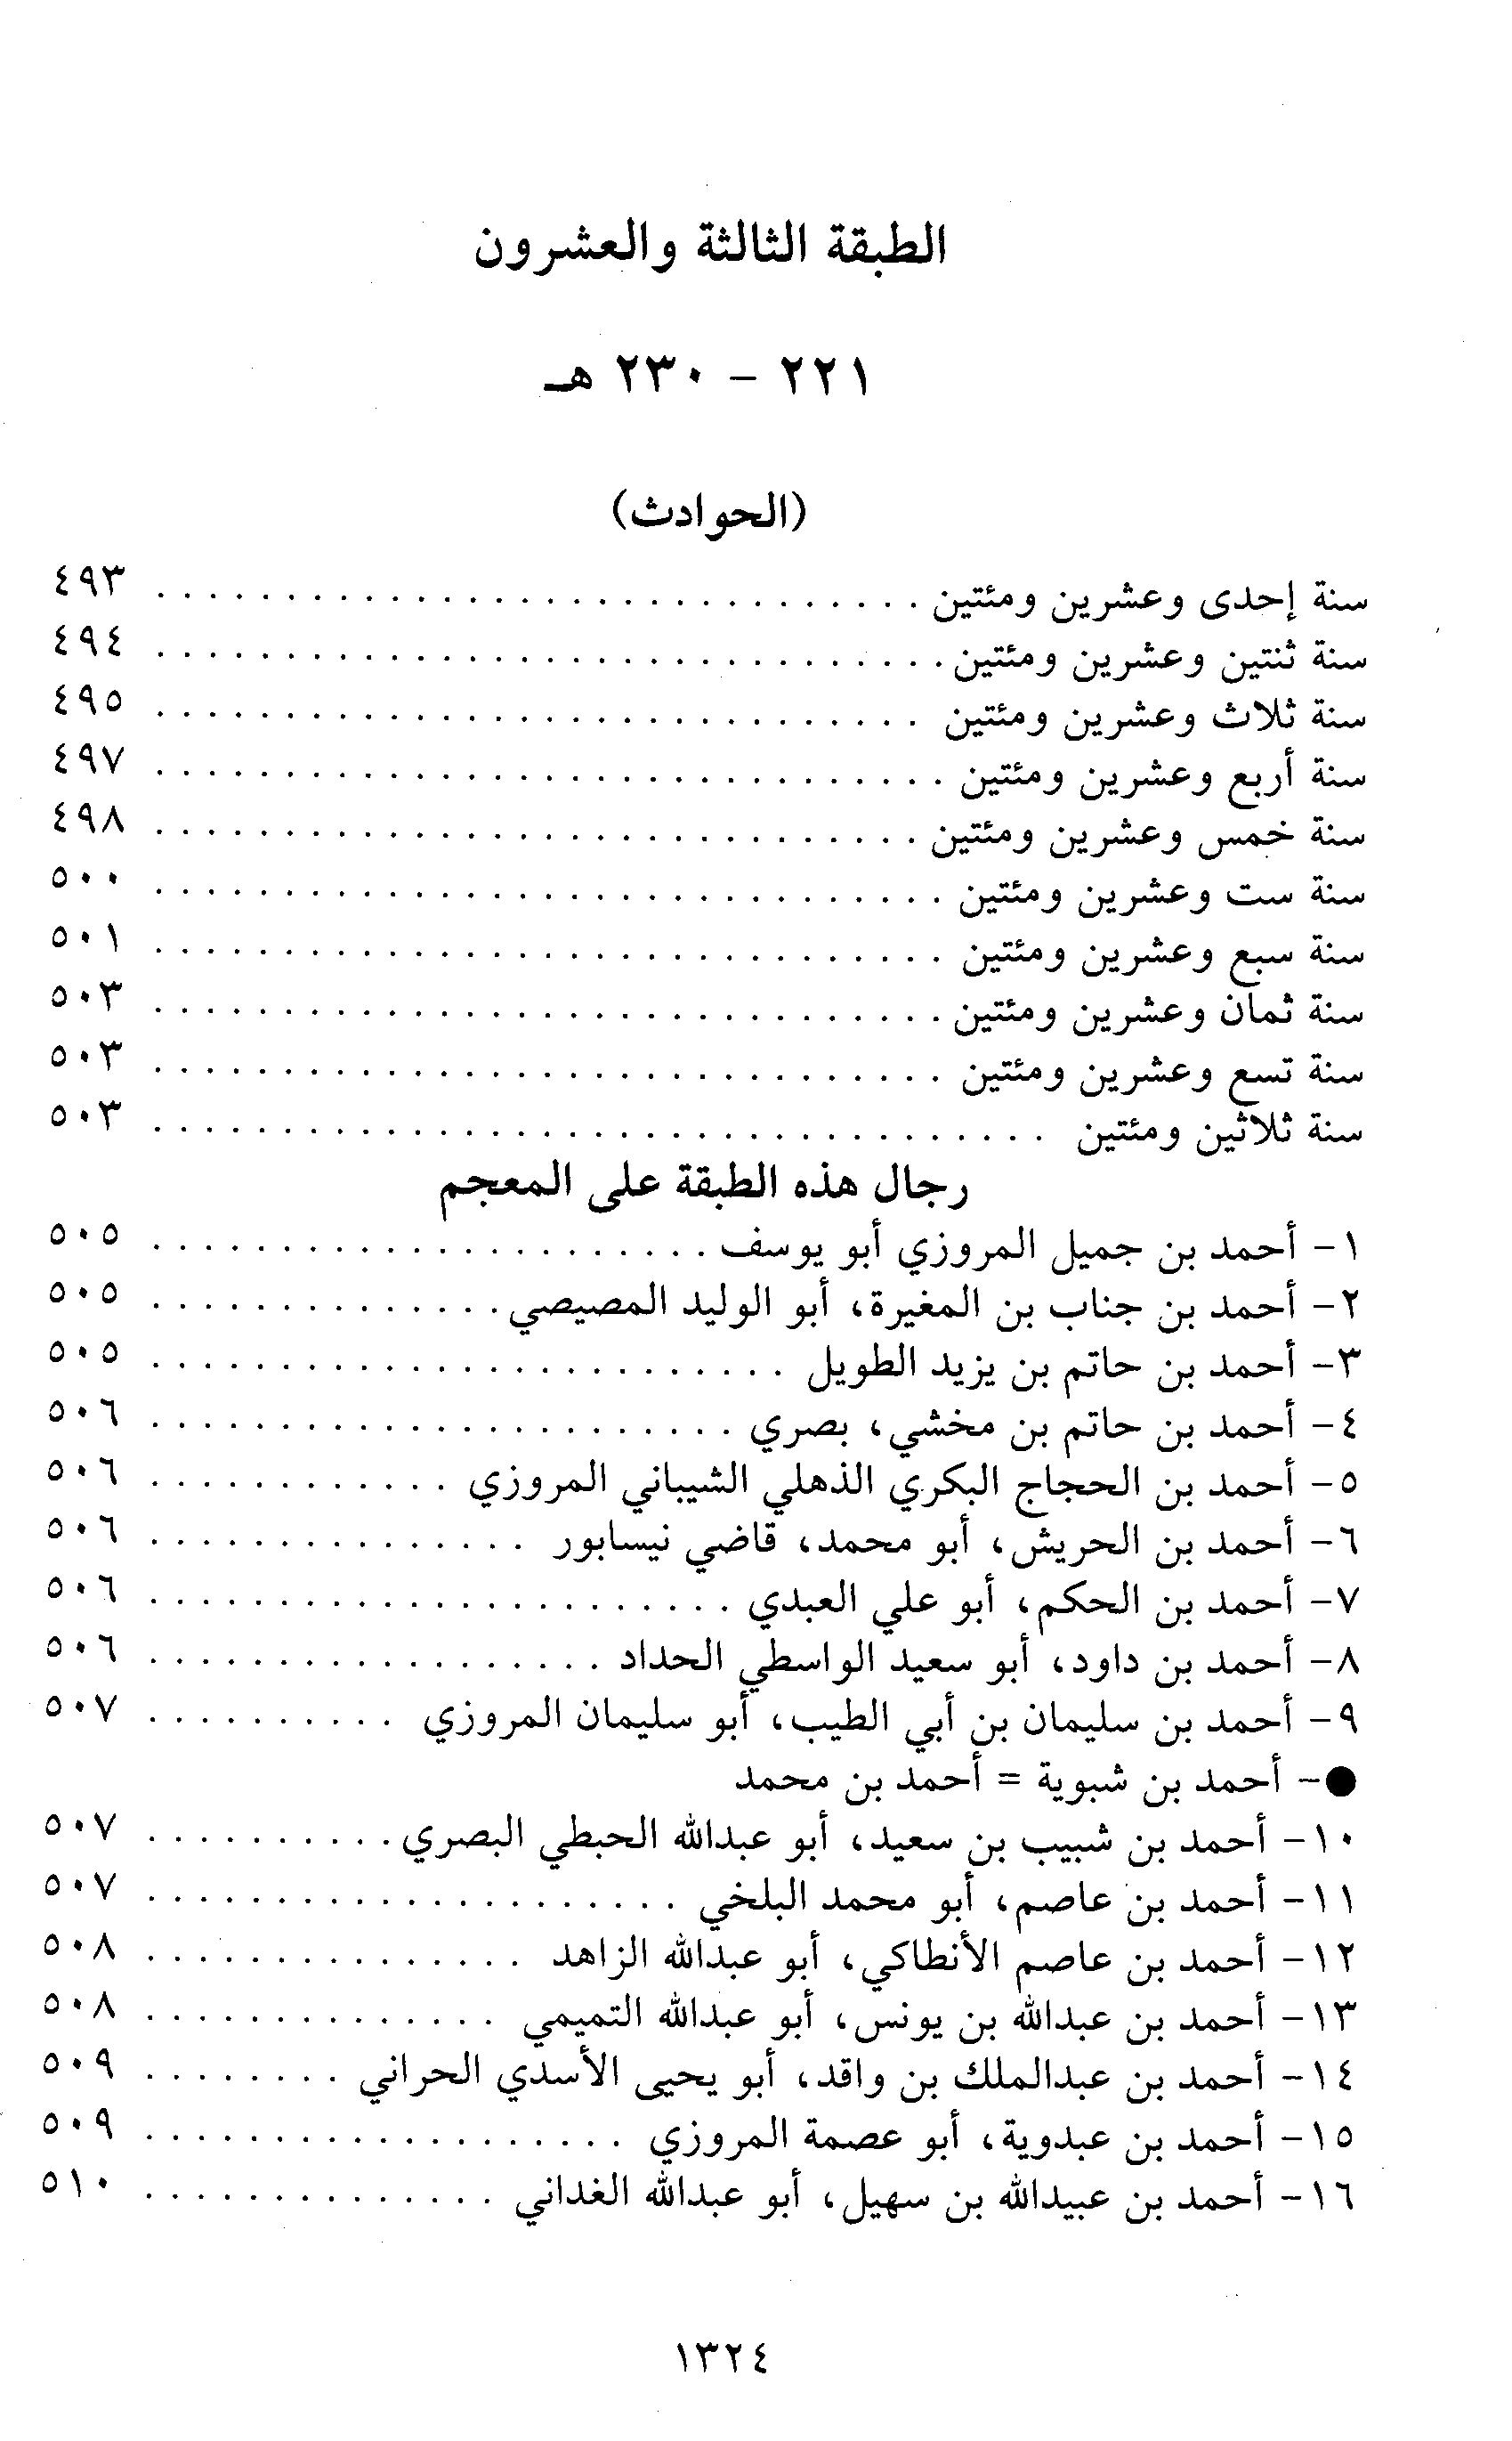 الطبقة الثالثة والعشرون
٢٢١ - ٢٣٠ هـ
(الحوادث)
سنة إحدى وعشرين ومئتين . . . . . . . . . . . . . . . . . . . . . . . . . . . . . . ٤٩٣
سنة ثنتين وعشرين ومئتين . . . . . . . . . . . . . . . . . . . . . . . . . . . . . . . ٤٩٤
سنة ثلاث وعشرين ومئتين . . . . . . . . . . . . . . . . . . . . . . . . . . . . . . ٤٩٥
سنة أربع وعشرين ومئتين . . . . . . . . . . . . . . . . . . . . . . . . . . . . . . . ٤٩٧
سنة خمس وعشرين ومئتين . . . . . . . . . . . . . . . . . . . . . . . . . . . . . . ٤٩٨
سنة ست وعشرين ومئتين . . . . . . . . . . . . . . . . . . . . . . . . . . . . . . . ٥٠٠
سنة سبع وعشرين ومئتين . . . . . . . . . . . . . . . . . . . . . . . . . . . . . . . ٥٠١
سنة ثمان وعشرين ومئتين . . . . . . . . . . . . . . . . . . . . . . . . . . . . . . . ٥٠٣
سنة تسع وعشرين ومئتين . . . . . . . . . . . . . . . . . . . . . . . . . . . . . . . ٥٠٣
سنة ثلاثين ومئتين . . . . . . . . . . . . . . . . . . . . . . . . . . . . . . . . . . . ٥٠٣
رجال هذه الطبقة على المعجم
١- أحمد بن جميل المروزي أبو يوسف . . . . . . . . . . . . . . . . . . . . . . ٥٠٥
٢- أحمد بن جناب بن المغيرة، أبو الوليد المصيصي . . . . . . . . . . . . . . ٥٠٥
٣- أحمد بن حاتم بن يزيد الطويل . . . . . . . . . . . . . . . . . . . . . . . . . ٥٠٥
٤- أحمد بن حاتم بن مخشي، بصري . . . . . . . . . . . . . . . . . . . . . . . ٥٠٦
٥- أحمد بن الحجاج البكري الذهلي الشيباني المروزي . . . . . . . . . . . . ٥٠٦
٦- أحمد بن الحريش، أبو محمد، قاضي نيسابور . . . . . . . . . . . . . . . ٥٠٦
٧- أحمد بن الحكم، أبو علي العبدي . . . . . . . . . . . . . . . . . . . . . . . ٥٠٦
٨- أحمد بن داود، أبو سعيد الواسطي الحداد . . . . . . . . . . . . . . . . . . ٥٠٦
٩- أحمد بن سليمان بن أبي الطيب، أبو سليمان المروزي . . . . . . . . . . ٥٠٧
●- أحمد بن شبوية = أحمد بن محمد
١٠- أحمد بن شبيب بن سعيد، أبو عبدالله الحبطي البصري . . . . . . . . . . ٥٠٧
١١- أحمد بن عاصم، أبو محمد البلخي . . . . . . . . . . . . . . . . . . . . . ٥٠٧
١٢- أحمد بن عاصم الأنطاكي، أبو عبدالله الزاهد . . . . . . . . . . . . . . . ٥٠٨
١٣- أحمد بن عبدالله بن يونس، أبو عبدالله التميمي . . . . . . . . . . . . . . ٥٠٨
١٤- أحمد بن عبدالملك بن واقد، أبو يحيى الأسدي الحراني . . . . . . . . ٥٠٩
١٥- أحمد بن عبدوية، أبو عصمة المروزي . . . . . . . . . . . . . . . . . . . ٥٠٩
١٦- أحمد بن عبيدالله بن سهيل، أبو عبدالله الغداني . . . . . . . . . . . . . . ٥١٠
١٣٢٤